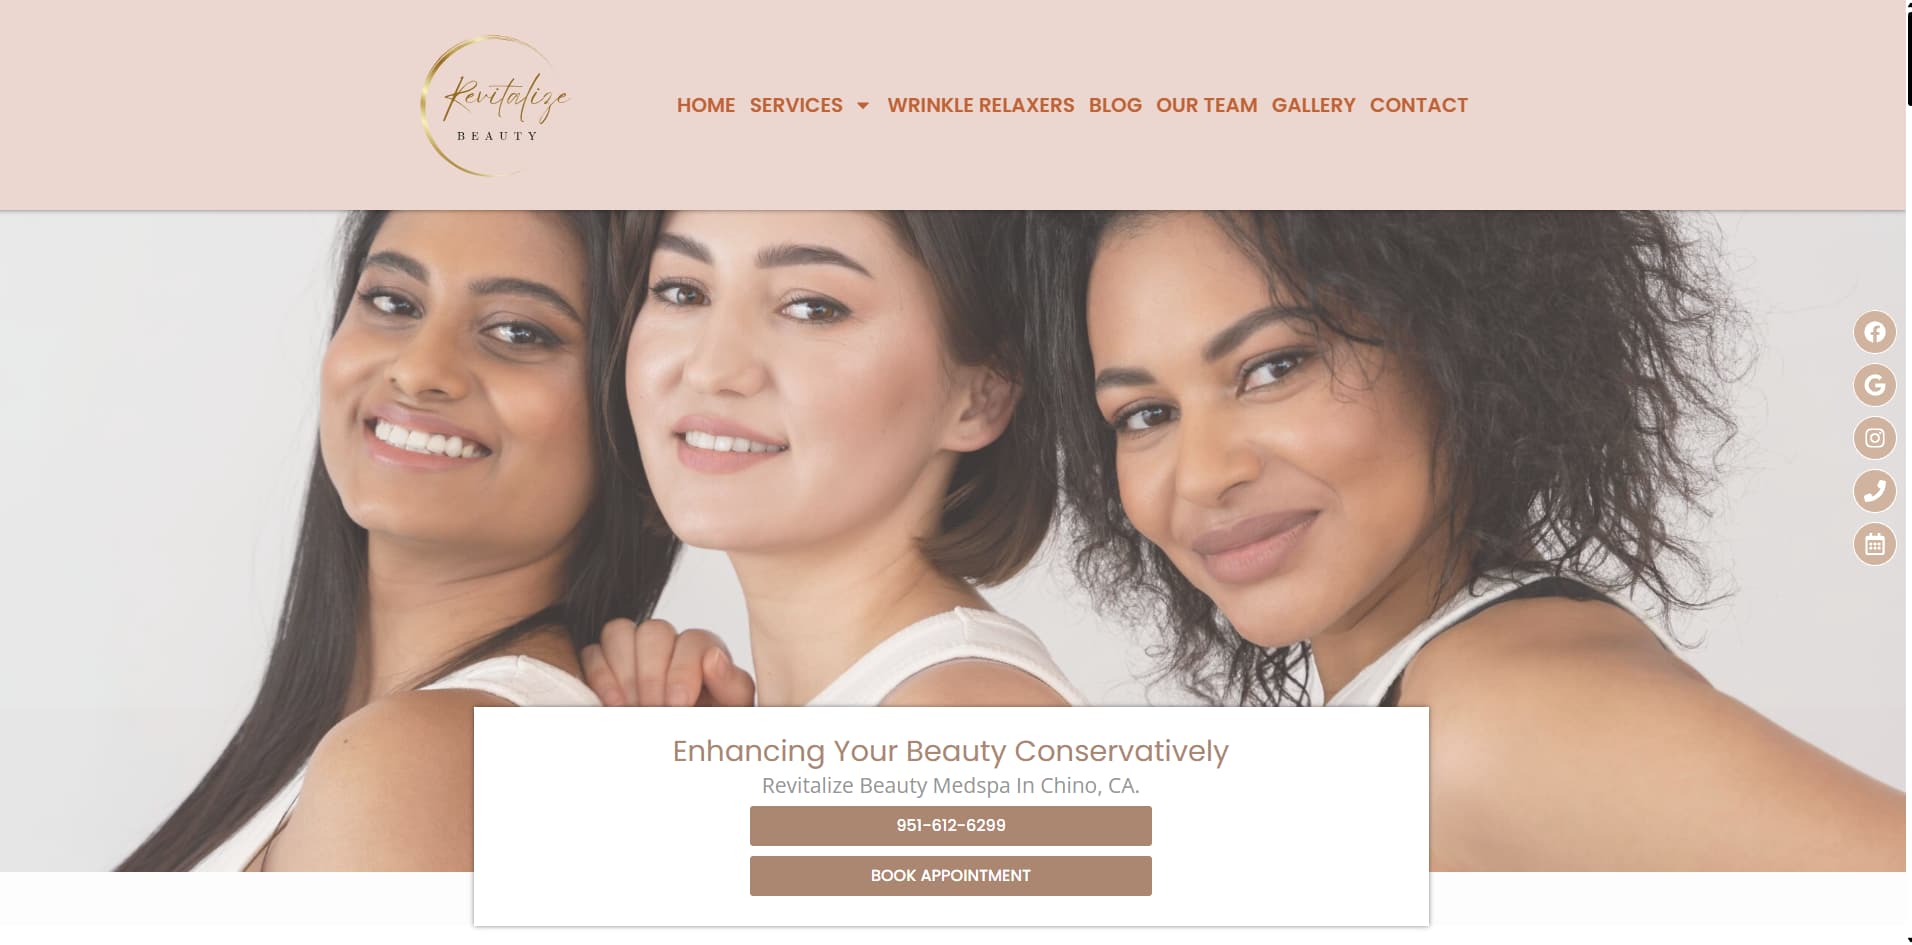 Revitalize
BEAUTY
HOME SERVICES WRINKLE RELAXERS BLOG OUR TEAM GALLERY CONTACT
Enhancing Your Beauty Conservatively
Revitalize Beauty Medspa In Chino, CA.
951-612-6299
BOOK APPOINTMENT